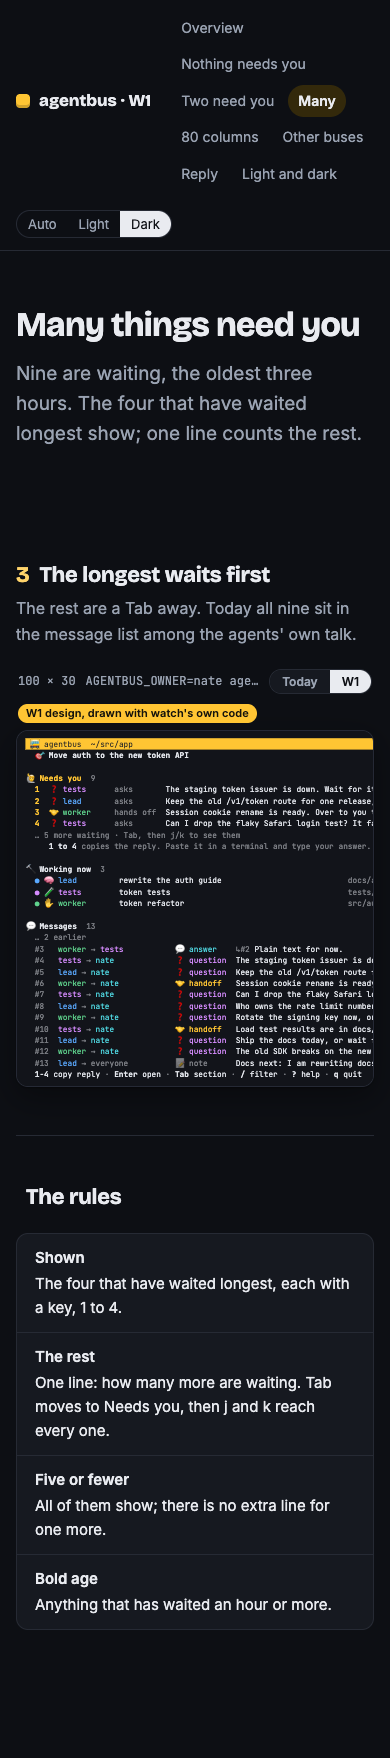 Overview
Nothing needs you
agentbus · W1
Two need you Many
80 columns Other buses
Reply Light and dark
Auto Light Dark
Many things need you
Nine are waiting, the oldest three
hours. The four that have waited
longest show; one line counts the rest.
3 The longest waits first
The rest are a Tab away. Today all nine sit in
the message list among the agents' own talk.
100 × 30 AGENTBUS_OWNER=nate age… Today W1
W1 design, drawn with watch's own code
agentbus ~/src/app
Move auth to the new token API
Needs you 9
1 ? tests asks The staging token issuer is down. Wait for
2 ? lead asks Keep the old /v1/token route for one release,
3 worker hands off Session cookie rename is ready. Over to you
4 ? tests asks Can I drop the flaky Safari login test? It
… 5 more waiting · Tab, then j/k to see them
1 to 4 copies the reply. Paste it in a terminal and type your answer.
Working now 3
● lead rewrite the auth guide docs/
● tests token tests tests/
● worker token refactor
Messages 13
… 2 earlier
#3 worker → tests answer ↳#2 Plain text for now.
#4 tests → nate ? question The staging token issuer is
#5 lead → nate ? question Keep the old /v1/token route
#6 worker → nate handoff Session cookie rename is
#7 tests → nate ? question Can I drop the flaky Safari
#8 lead → nate ? question Who owns the rate limit
#9 worker → nate ? question Rotate the signing key now,
#10 tests → nate handoff Load test results are in
#11 lead → nate ? question Ship the docs today, or wait
#12 worker → nate ? question The old SDK breaks on the new
#13 lead → everyone note Docs next: I am rewriting
1-4 copy reply · Enter open · Tab section · / filter · ? help · q quit
The rules
Shown
The four that have waited longest, each with
a key, 1 to 4.
The rest
One line: how many more are waiting. Tab
moves to Needs you, then j and k reach
every one.
Five or fewer
All of them show; there is no extra line for
one more.
Bold age
Anything that has waited an hour or more.